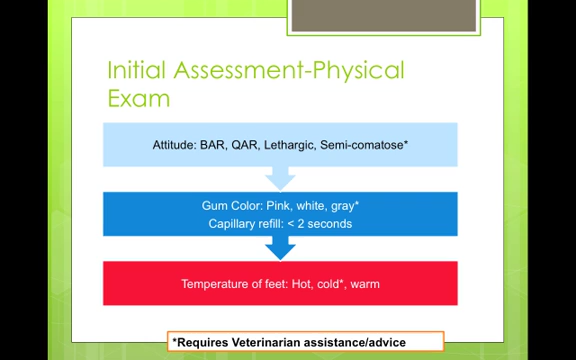 Initial Assessment-Physical
Exam
Attitude: BAR, QAR, Lethargic, Semi-comatose*
Gum Color: Pink, white, gray*
Capillary refill: < 2 seconds
Temperature of feet: Hot, cold*, warm
*Requires Veterinarian assistance/advice